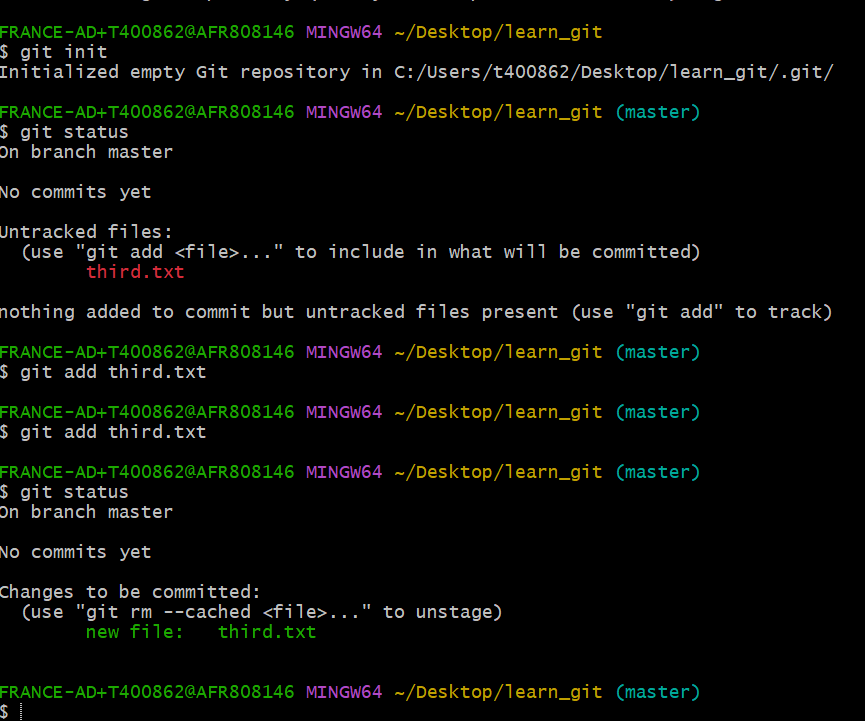 FRANCE-AD+T400862@AFR808146 MINGW64 ~/Desktop/learn_git
$ git init
Initialized empty Git repository in C:/Users/t400862/Desktop/learn_git/.git/
FRANCE-AD+T400862@AFR808146 MINGW64 ~/Desktop/learn_git (master)
$ git status
On branch master
No commits yet
Untracked files:
(use "git add <file>..." to include in what will be committed)
third.txt
nothing added to commit but untracked files present (use "git add" to track)
FRANCE-AD+T400862@AFR808146 MINGW64 ~/Desktop/learn_git (master)
$ git add third.txt
FRANCE-AD+T400862@AFR808146 MINGW64 ~/Desktop/learn_git (master)
$ git add third.txt
FRANCE-AD+T400862@AFR808146 MINGW64 ~/Desktop/learn_git (master)
$ git status
On branch master
No commits yet
Changes to be committed:
(use "git rm --cached <file>..." to unstage)
new file:   third.txt
FRANCE-AD+T400862@AFR808146 MINGW64 ~/Desktop/learn_git (master)
$